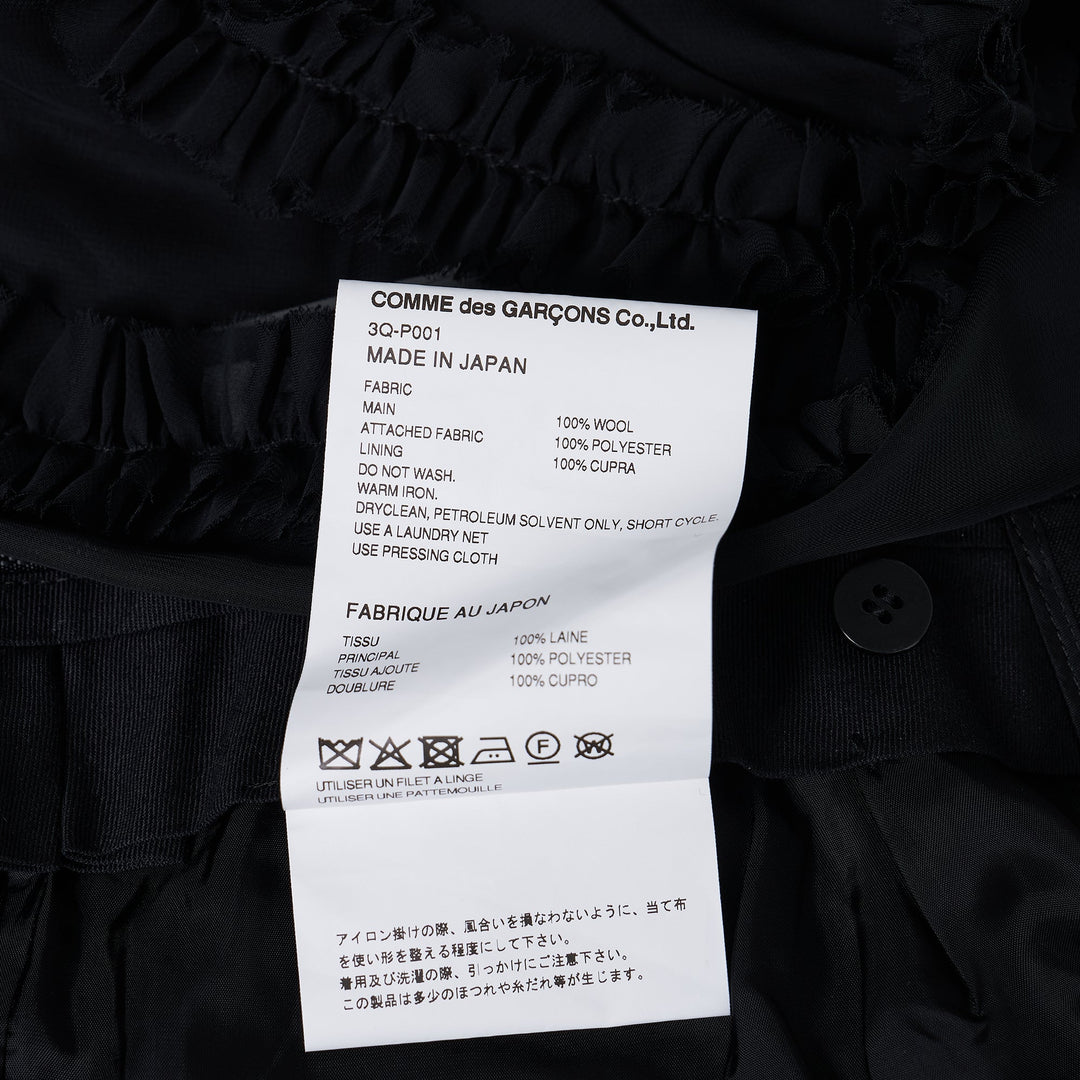 COMME des GARÇONS Co.,Ltd.
3Q-P001
MADE IN JAPAN
FABRIC
MAIN 100% WOOL
ATTACHED FABRIC 100% POLYESTER
LINING 100% CUPRA
DO NOT WASH.
WARM IRON.
DRYCLEAN, PETROLEUM SOLVENT ONLY, SHORT CYCLE.
USE A LAUNDRY NET
USE PRESSING CLOTH
FABRIQUE AU JAPON
TISSU
PRINCIPAL 100% LAINE
TISSU AJOUTE 100% POLYESTER
DOUBLURE 100% CUPRO
F W
UTILISER UN FILET A LINGE
UTILISER UNE PATTEMOUILLE
アイロン掛けの際、風合いを損なわないように、当て布
を使い形を整える程度にして下さい。
着用及び洗濯の際、引っかけにご注意下さい。
この製品は多少のほつれや糸だれ等が生じます。